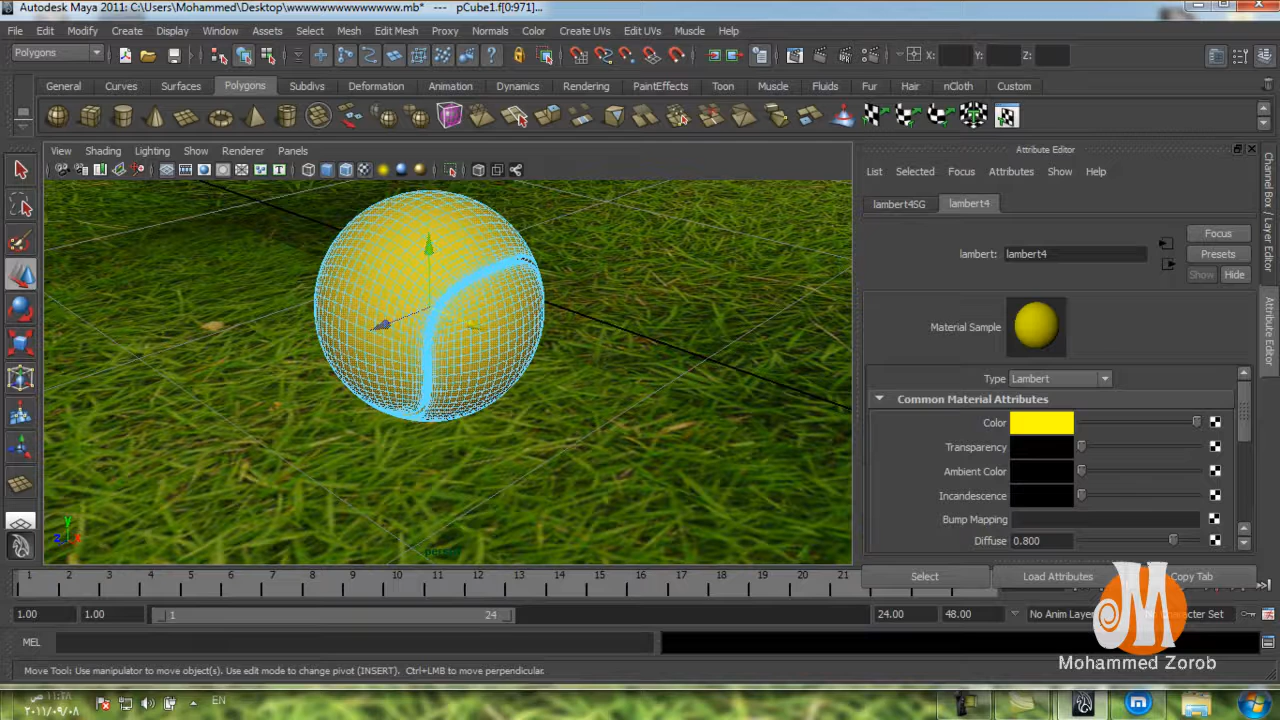 Autodesk Maya 2011: C:\Users\Mohammed\Desktop\wwwwwwwwwwwww.mb* --- pCube1.f[0:971]...
File Edit Modify Create Display Window Assets Select Mesh Edit Mesh Proxy Normals Color Create UVs Edit UVs Muscle Help
Polygons X: Y: Z:
General Curves Surfaces Polygons Subdivs Deformation Animation Dynamics Rendering PaintEffects Toon Muscle Fluids Fur Hair nCloth Custom
View Shading Lighting Show Renderer Panels
Attribute Editor
List Selected Focus Attributes Show Help
lambert4SG lambert4
Focus
lambert: lambert4
Presets
Show Hide
Material Sample
Type Lambert
Common Material Attributes
Color
Transparency
Ambient Color
Incandescence
Bump Mapping
Diffuse 0.800
Select Load Attributes Copy Tab
Channel Box / Layer Editor
Attribute Editor
y
z x
persp
1 2 3 4 5 6 7 8 9 10 11 12 13 14 15 16 17 18 19 20 21
1.00 1.00 1 24 24.00 48.00 No Anim Layer Character Set
MEL
Move Tool: Use manipulator to move object(s). Use edit mode to change pivot (INSERT). Ctrl+LMB to move perpendicular.
M
Mohammed Zorob
١١:٢٨ ص
٢٠١١/٠٩/٠٨
EN